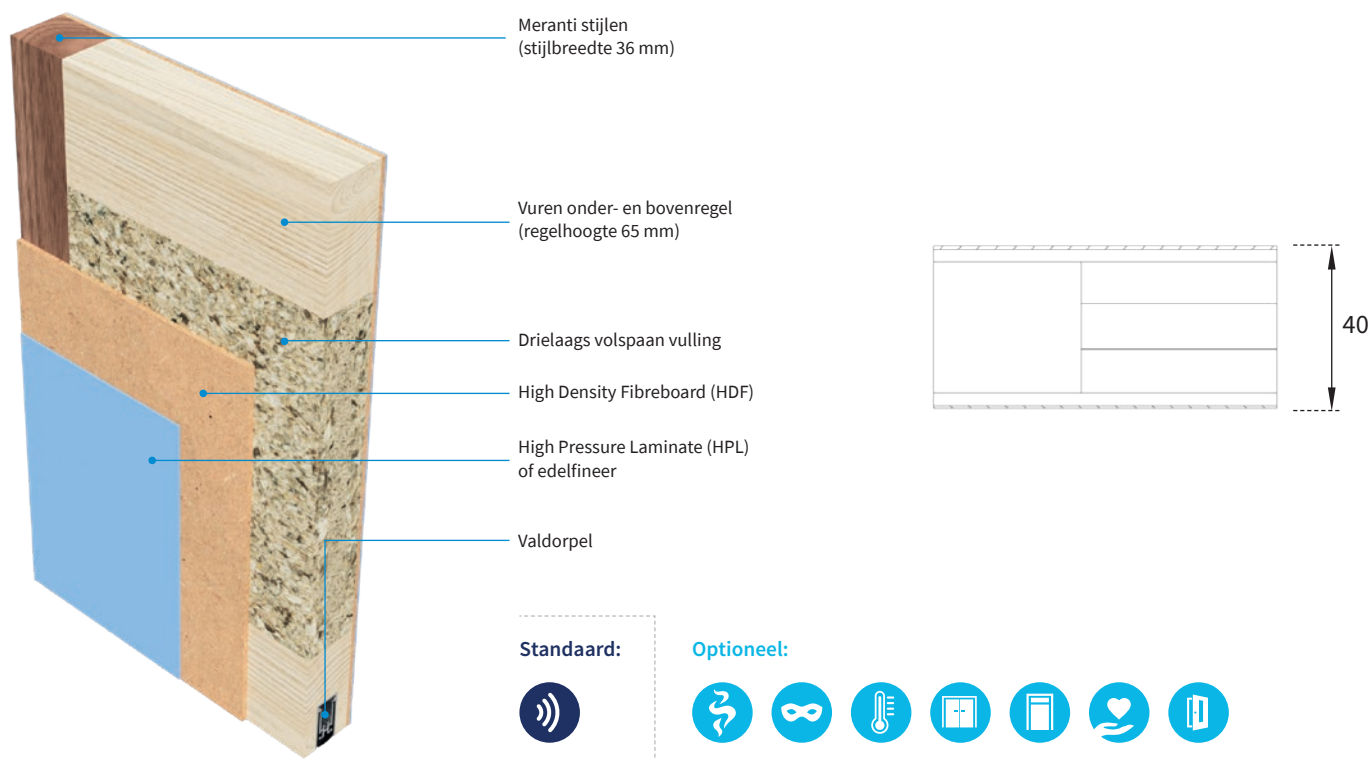 Meranti stijlen
(stijlbreedte 36 mm)
Vuren onder- en bovenregel
(regelhoogte 65 mm)
40
Drielaags volspaan vulling
High Density Fibreboard (HDF)
High Pressure Laminate (HPL)
of edelfineer
Valdorpel
Standaard:
Optioneel: